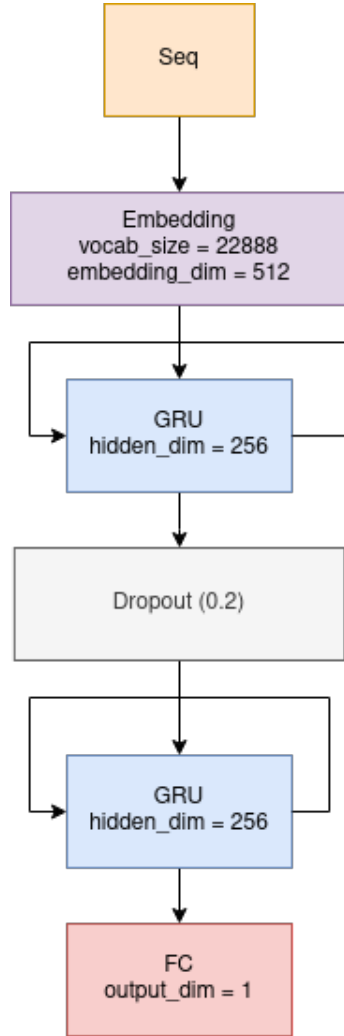 Seq
Embedding
vocab_size = 22888
embedding_dim = 512
GRU
hidden_dim = 256
Dropout (0.2)
GRU
hidden_dim = 256
FC
output_dim = 1